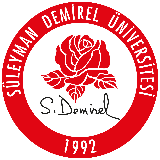 SÜLEYMAN DEMİREL ÜNİVERSİTESİ
S. Demirel
1992